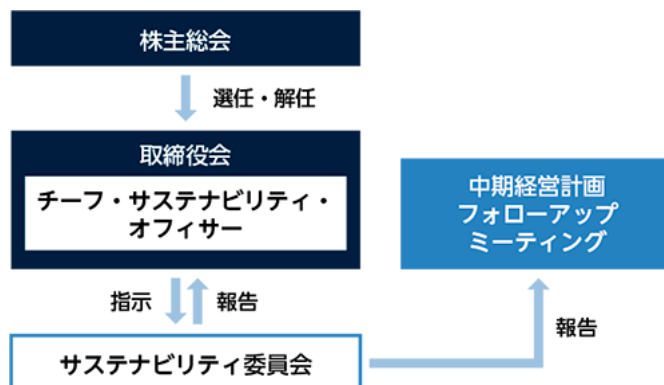 株主総会
選任・解任
取締役会
チーフ・サステナビリティ・
オフィサー
中期経営計画
フォローアップ
ミーティング
指示
報告
報告
サステナビリティ委員会